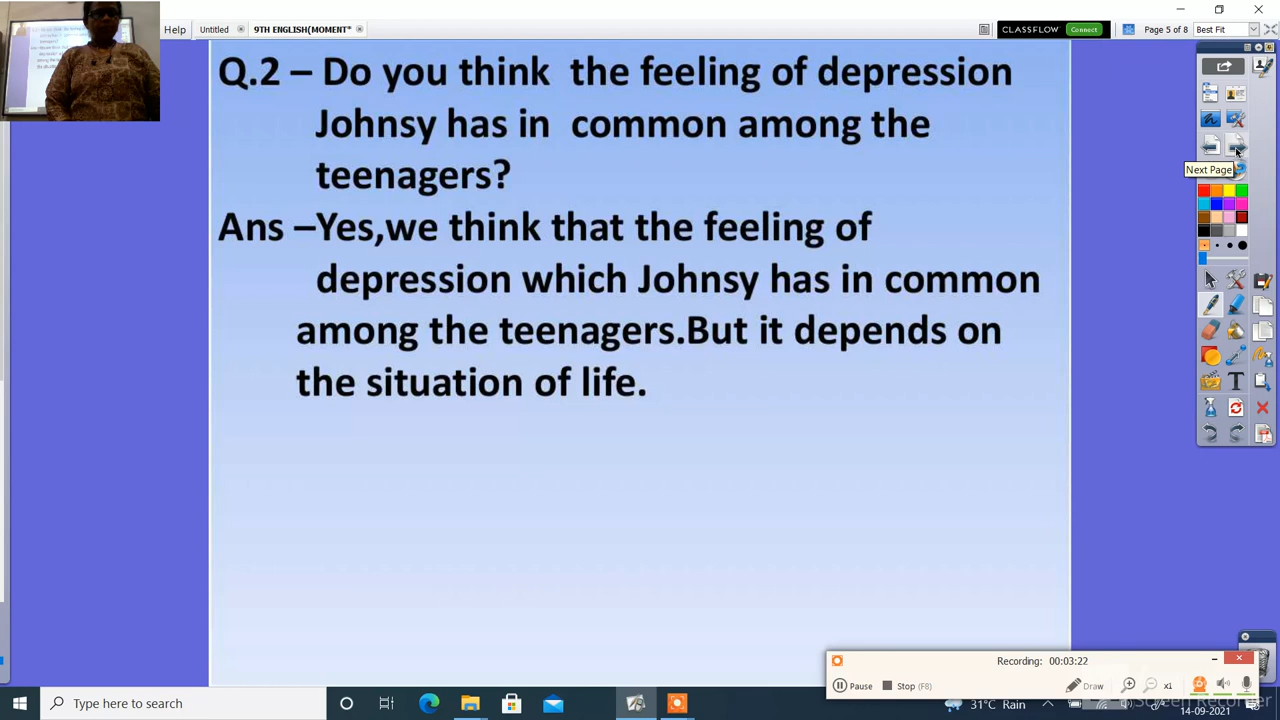 Help
Untitled
9TH ENGLISH(MOMENT*
CLASSFLOW
Connect
Page 5 of 8
Best Fit
Q.2 – Do you think the feeling of depression
Johnsy has in common among the
teenagers?
Ans –Yes,we think that the feeling of
depression which Johnsy has in common
among the teenagers.But it depends on
the situation of life.
Next Page
Recording: 00:03:22
Pause
Stop (F8)
x1
Draw
Type here to search
31°C Rain
14-09-2021
Screen Recorder